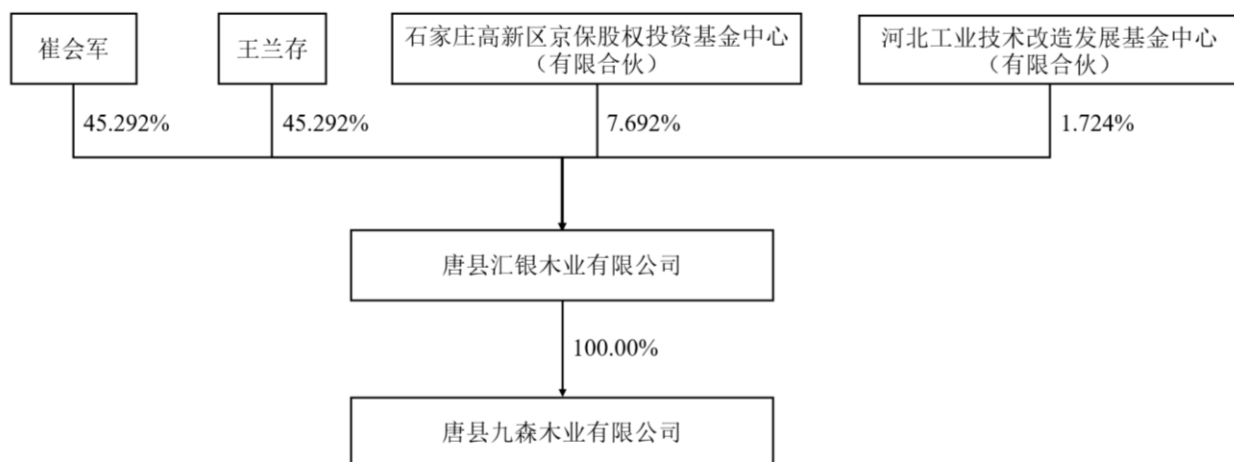 崔会军
王兰存
石家庄高新区京保股权投资基金中心
（有限合伙）
河北工业技术改造发展基金中心
（有限合伙）
45.292%
45.292%
7.692%
1.724%
唐县汇银木业有限公司
100.00%
唐县九森木业有限公司